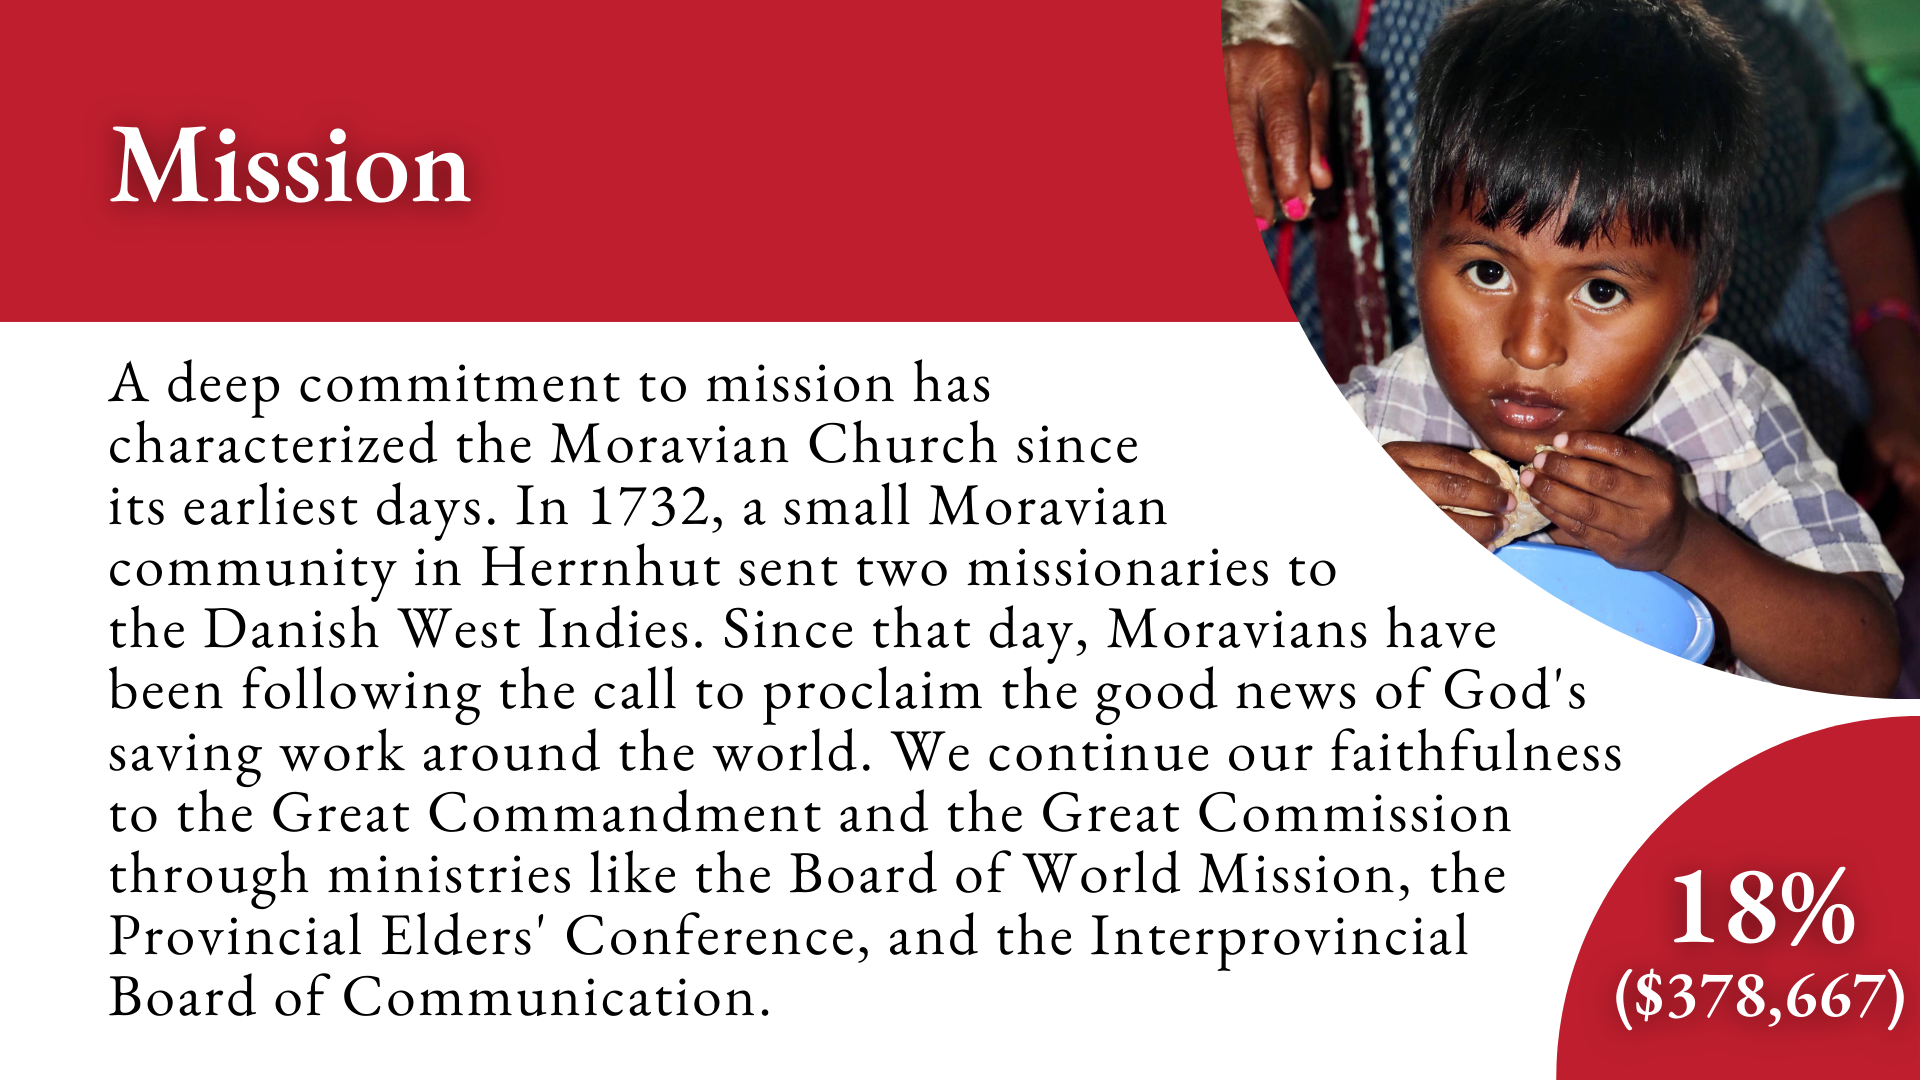 Mission
A deep commitment to mission has
characterized the Moravian Church since
its earliest days. In 1732, a small Moravian
community in Herrnhut sent two missionaries to
the Danish West Indies. Since that day, Moravians have
been following the call to proclaim the good news of God's
saving work around the world. We continue our faithfulness
to the Great Commandment and the Great Commission
through ministries like the Board of World Mission, the
Provincial Elders' Conference, and the Interprovincial
Board of Communication.
18%
($378,667)